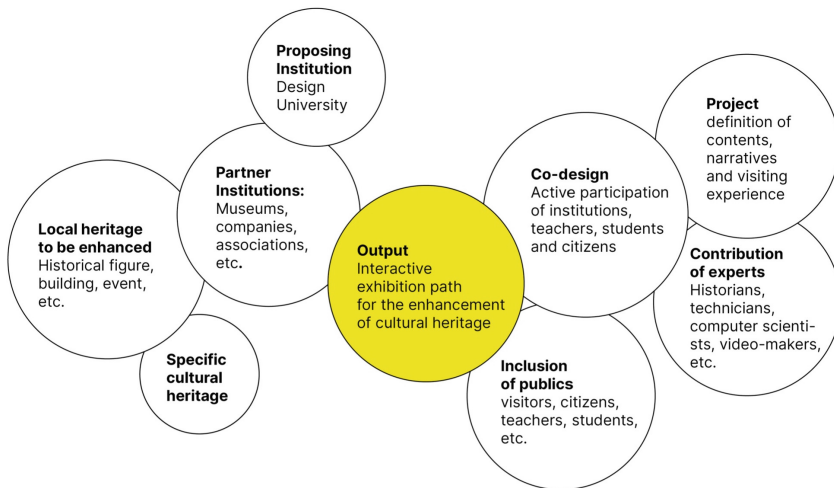 Proposing
Institution
Design
University
Partner
Institutions:
Museums,
companies,
associations,
etc.
Local heritage
to be enhanced
Historical figure,
building, event,
etc.
Specific
cultural
heritage
Output
Interactive
exhibition path
for the enhancement
of cultural heritage
Co-design
Active participation
of institutions,
teachers, students
and citizens
Project
definition of
contents,
narratives
and visiting
experience
Contribution
of experts
Historians,
technicians,
computer scienti-
sts, video-makers,
etc.
Inclusion
of publics
visitors, citizens,
teachers, students,
etc.